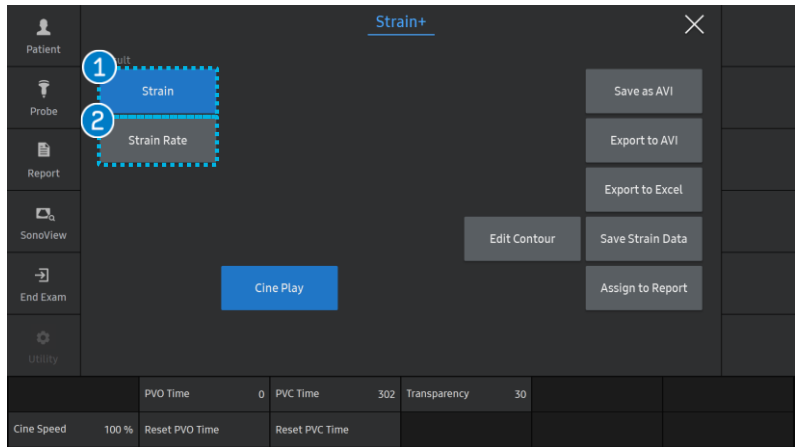 Strain+
Patient
ult
1
Strain
Save as AVI
Probe
2
Strain Rate
Export to AVI
Report
Export to Excel
SonoView
Edit Contour
Save Strain Data
End Exam
Cine Play
Assign to Report
Utility
PVO Time 0 PVC Time 302 Transparency 30
Cine Speed 100 % Reset PVO Time Reset PVC Time